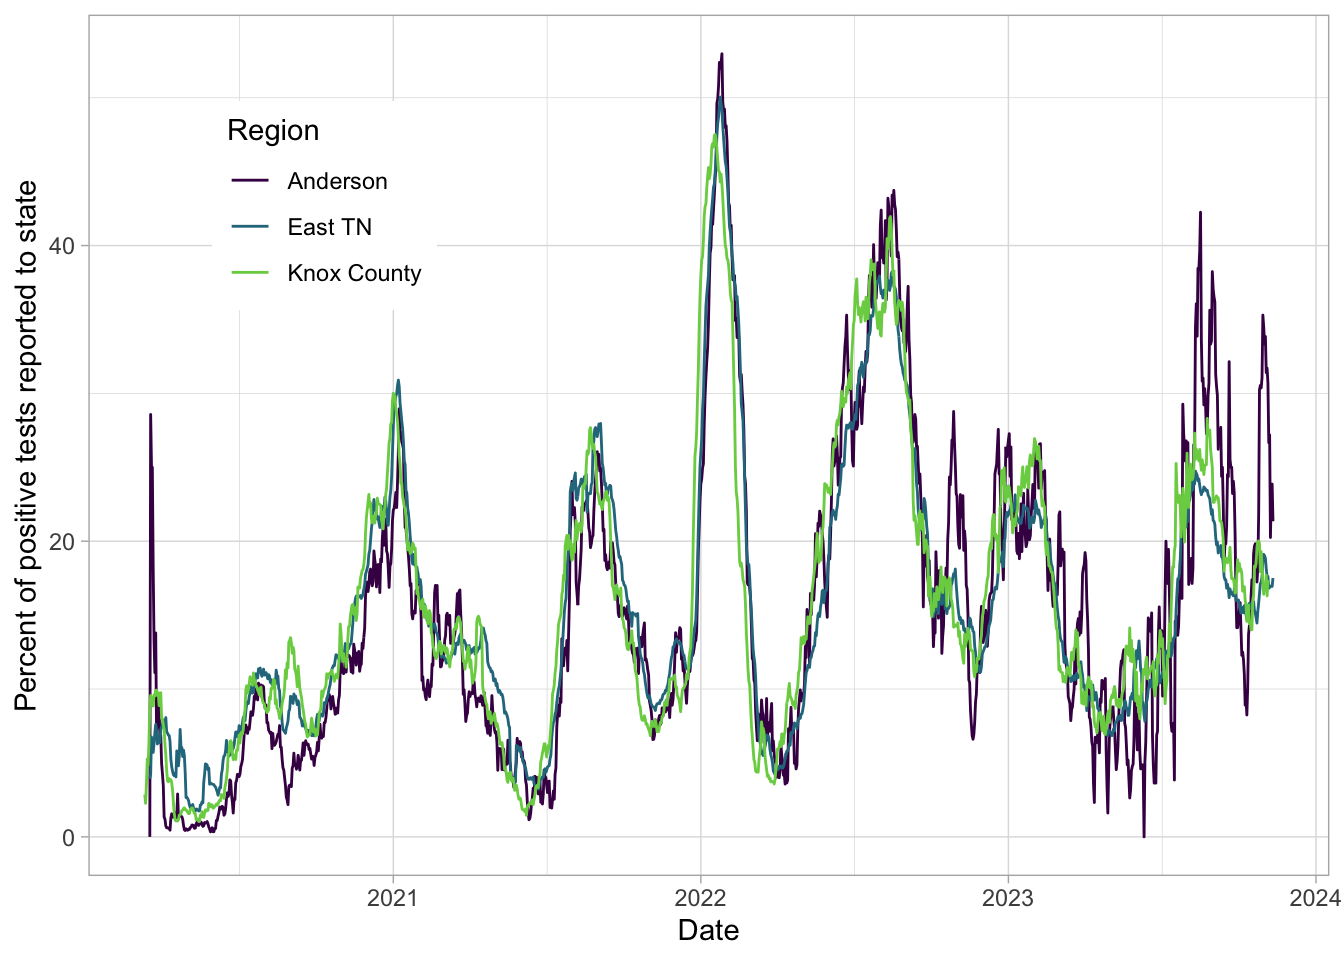 Region
Anderson
East TN
Knox County
Percent of positive tests reported to state
40
20
0
2021
2022
2023
2024
Date